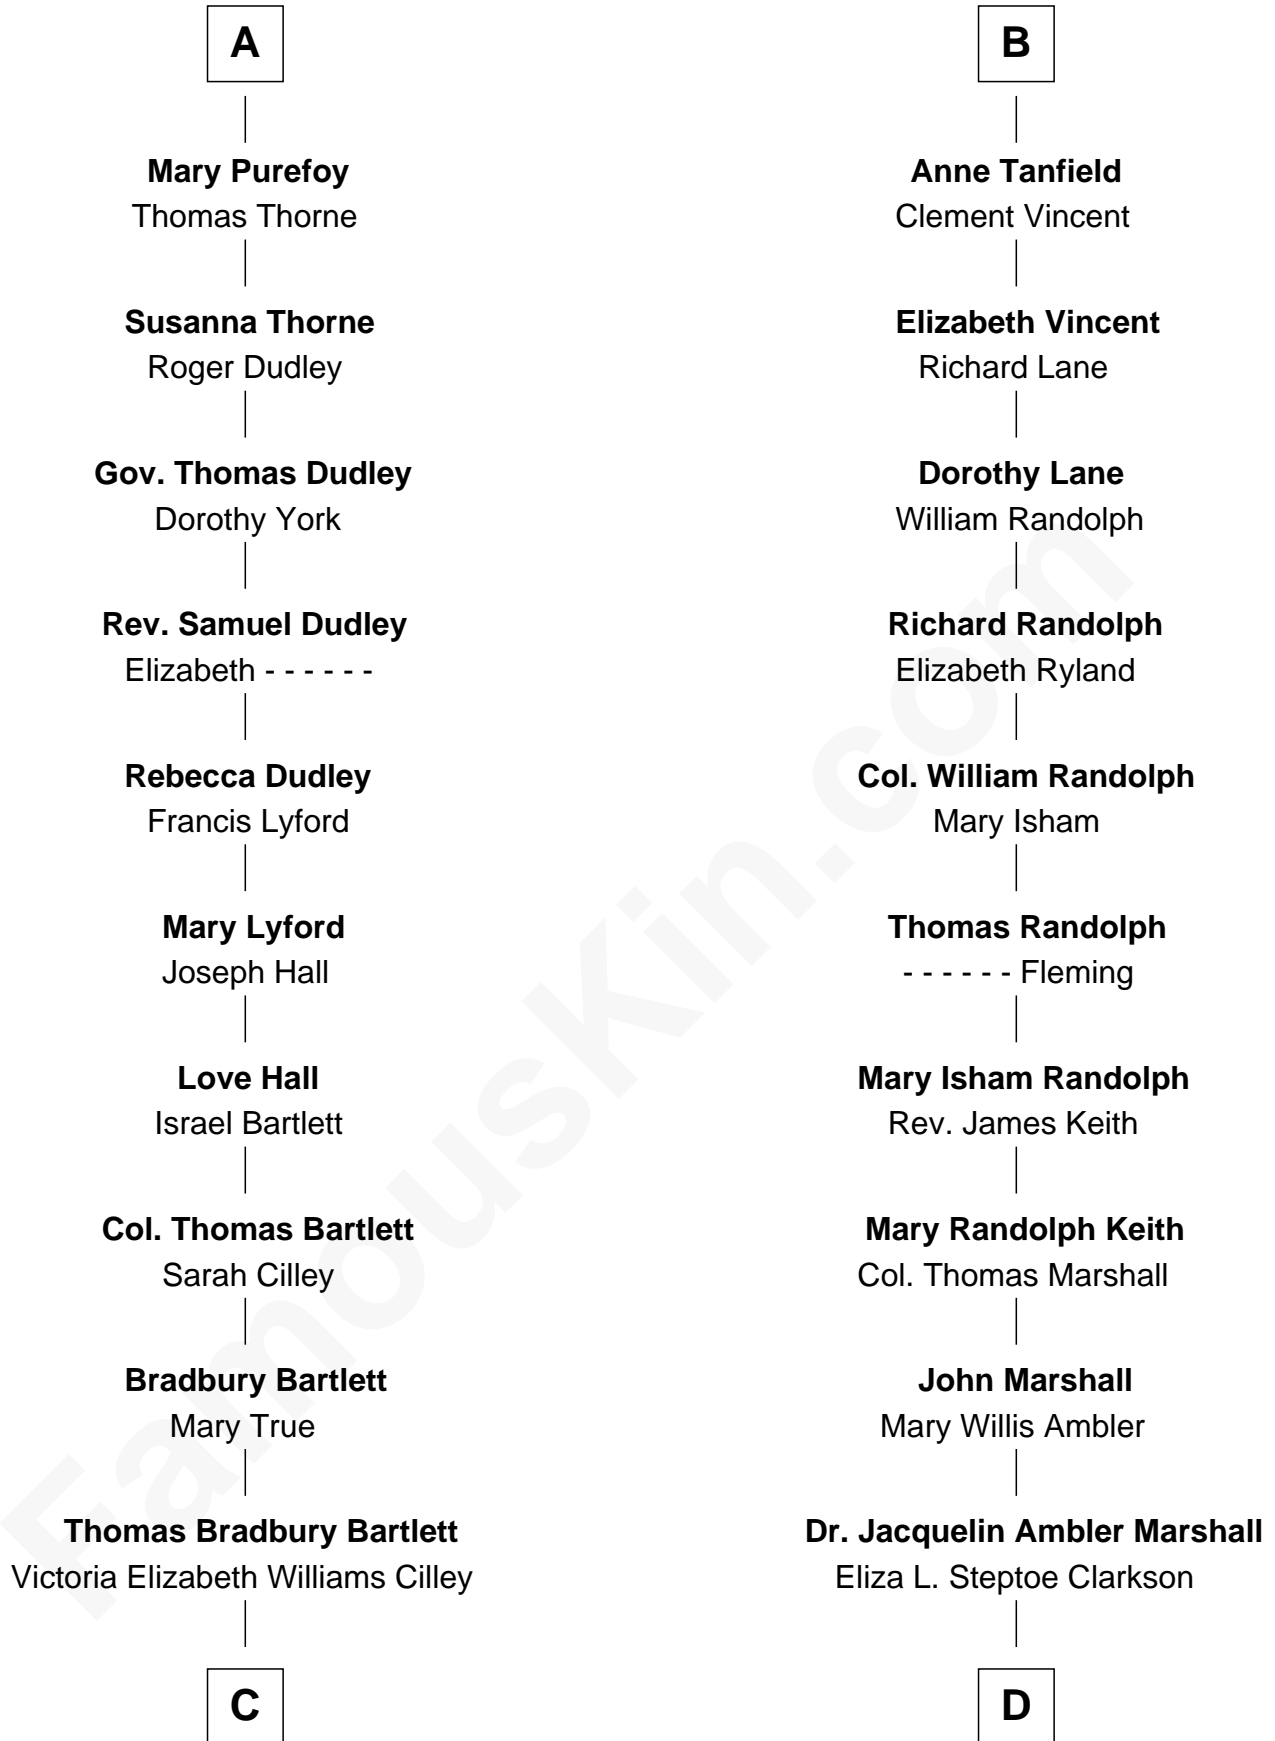 A
Mary Purefoy
Thomas Thorne
Susanna Thorne
Roger Dudley
Gov. Thomas Dudley
Dorothy York
Rev. Samuel Dudley
Elizabeth - - - - - -
Rebecca Dudley
Francis Lyford
Mary Lyford
Joseph Hall
Love Hall
Israel Bartlett
Col. Thomas Bartlett
Sarah Cilley
Bradbury Bartlett
Mary True
Thomas Bradbury Bartlett
Victoria Elizabeth Williams Cilley
C
B
Anne Tanfield
Clement Vincent
Elizabeth Vincent
Richard Lane
Dorothy Lane
William Randolph
Richard Randolph
Elizabeth Ryland
Col. William Randolph
Mary Isham
Thomas Randolph
- - - - - - Fleming
Mary Isham Randolph
Rev. James Keith
Mary Randolph Keith
Col. Thomas Marshall
John Marshall
Mary Willis Ambler
Dr. Jacquelin Ambler Marshall
Eliza L. Steptoe Clarkson
D
FamousKin.com